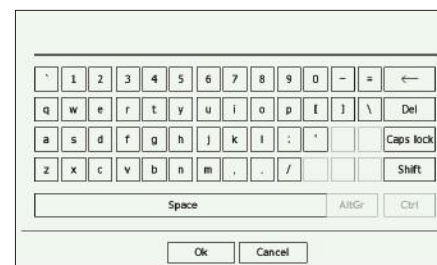 ` 1 2 3 4 5 6 7 8 9 0 - = ←
q w e r t y u i o p [ ] \ Del
a s d f g h j k l ; ' Caps lock
z x c v b n m , . / Shift
Space AltGr Ctrl
Ok Cancel